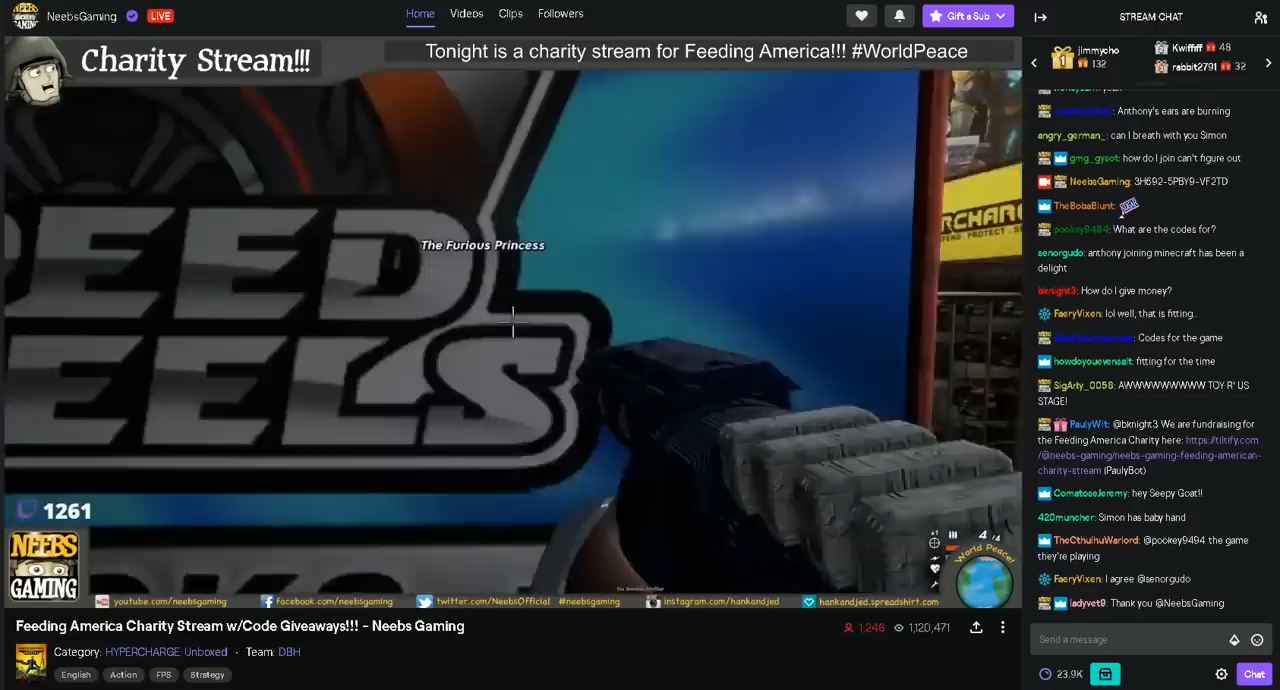 NeebsGaming LIVE
Home Videos Clips Followers
Gift a Sub
STREAM CHAT
Charity Stream!!!
Tonight is a charity stream for Feeding America!!! #WorldPeace
1 jimmycho 132
Kwiffiff 48
rabbit2791 32
The Furious Princess
1261
NEEBS
GAMING
4/4
World Peace!
youtube.com/neebsgaming facebook.com/neebsgaming twitter.com/NeebsOfficial #neebsgaming instagram.com/hankandjed hankandjed.spreadshirt.com
Feeding America Charity Stream w/Code Giveaways!!! - Neebs Gaming
1,246 1,120,471
Category: HYPERCHARGE: Unboxed · Team: DBH
English Action FPS Strategy
: Anthony's ears are burning
angry_german_: can I breath with you Simon
gmg_gysot: how do I join can't figure out
NeebsGaming: 3H692-5PBY9-VF2TD
TheBobaBlunt:
pookey9494: What are the codes for?
senorgudo: anthony joining minecraft has been a
delight
bknight3: How do I give money?
FaeryVixen: lol well, that is fitting..
: Codes for the game
howdoyouevensalt: fitting for the time
SigArty_0058: AWWWWWWWWW TOY R' US
STAGE!
PaulyWit: @bknight3 We are fundraising for
the Feeding America Charity here: https://tiltify.com
/@neebs-gaming/neebs-gaming-feeding-american-
charity-stream (PaulyBot)
ComatoseJeremy: hey Seepy Goat!!
420muncher: Simon has baby hand
TheCthulhuWarlord: @pookey9494 the game
they're playing
FaeryVixen: I agree @senorgudo
ladyvet9: Thank you @NeebsGaming
Send a message
23.9K
Chat